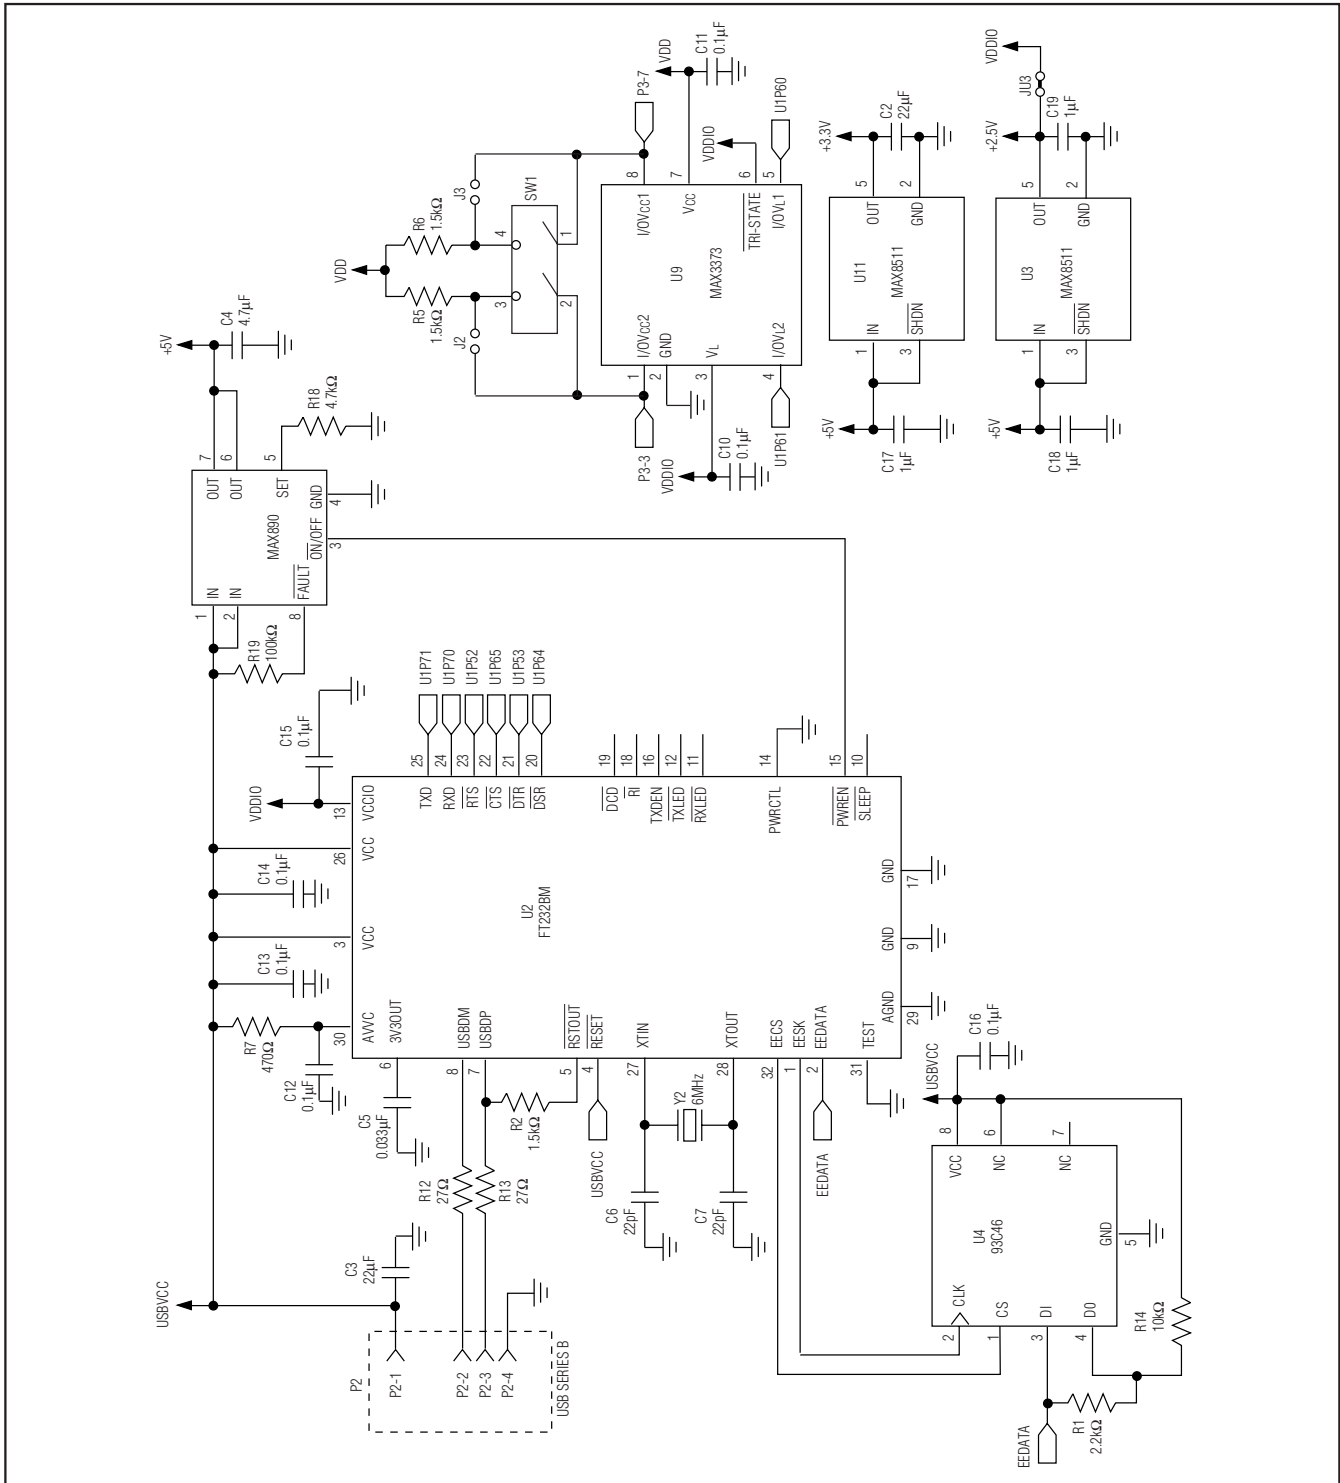 P2
P2-1
P2-2
P2-3
P2-4
USB SERIES B
USBVCC
C3
22µF
R12
27Ω
R13
27Ω
R7
470Ω
C12
0.1µF
C5
0.033µF
R2
1.5kΩ
USBVCC
C6
22pF
C7
22pF
Y2
6MHz
EEDATA
C13
0.1µF
C14
0.1µF
C15
0.1µF
VDDIO
U2
FT232BM
30
AVVC
3
VCC
26
VCC
13
VCCIO
6
3V3OUT
8
USBDM
7
USBDP
5
RSTOUT
4
RESET
27
XTIN
28
XTOUT
32
EECS
1
EESK
2
EEDATA
31
TEST
AGND
29
GND
9
GND
17
TXD
25
U1P71
RXD
24
U1P70
RTS
23
U1P52
CTS
22
U1P65
DTR
21
U1P53
DSR
20
U1P64
DCD
19
RI
18
TXDEN
16
TXLED
12
RXLED
11
PWRCTL
14
PWREN
15
SLEEP
10
EEDATA
R1
2.2kΩ
R14
10kΩ
U4
93C46
2
CLK
1
CS
3
DI
4
D0
VCC
8
NC
6
NC
7
GND
5
USBVCC
C16
0.1µF
R19
100kΩ
MAX890
1
IN
2
IN
8
FAULT
OUT
7
OUT
6
SET
5
GND
4
ON/OFF
3
R18
4.7kΩ
+5V
C4
4.7µF
VDD
R5
1.5kΩ
R6
1.5kΩ
J2
J3
SW1
3
4
2
1
P3-3
P3-7
U9
MAX3373
1
I/OVCC2
2
GND
3
VL
4
I/OVL2
I/OVCC1
8
VCC
7
TRI-STATE
6
I/OVL1
5
VDDIO
C10
0.1µF
U1P61
VDD
C11
0.1µF
VDDIO
U1P60
+5V
C17
1µF
U11
MAX8511
1
IN
3
SHDN
OUT
5
GND
2
+3.3V
C2
22µF
+5V
C18
1µF
U3
MAX8511
1
IN
3
SHDN
OUT
5
GND
2
+2.5V
C19
1µF
JU3
VDDIO